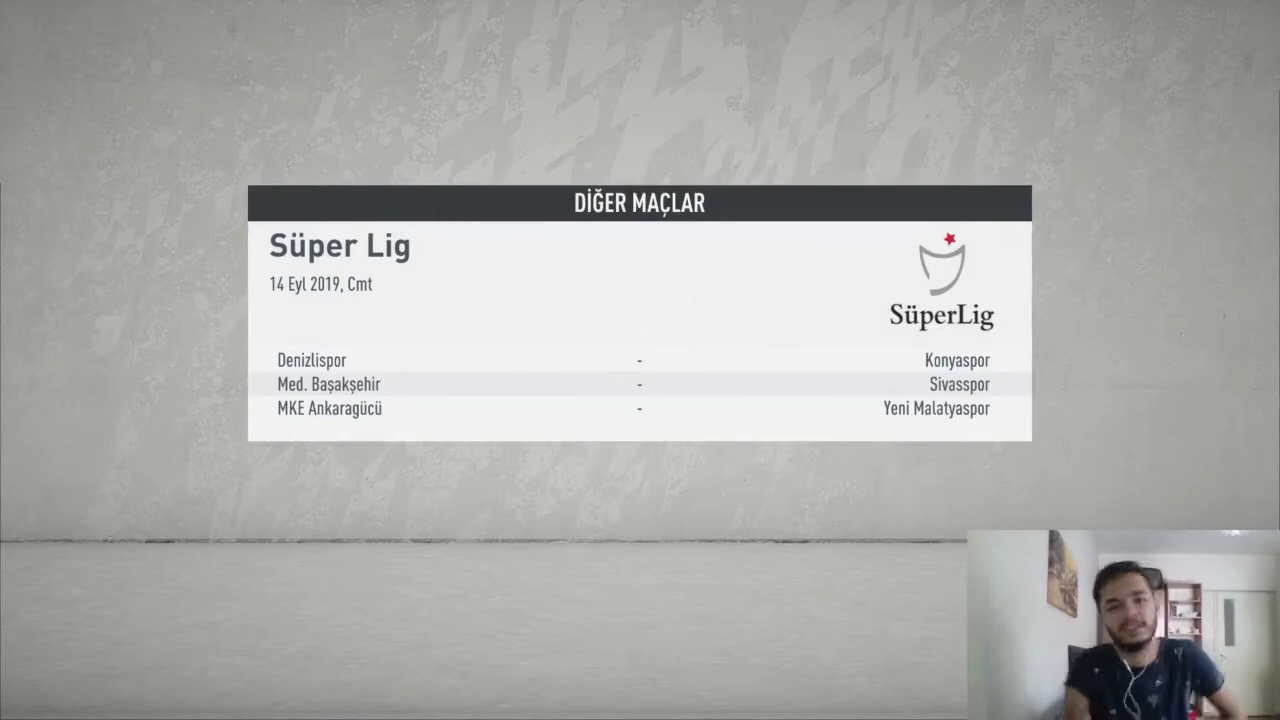 DİĞER MAÇLAR
Süper Lig
14 Eyl 2019, Cmt
SüperLig
Denizlispor - Konyaspor
Med. Başakşehir - Sivasspor
MKE Ankaragücü - Yeni Malatyaspor